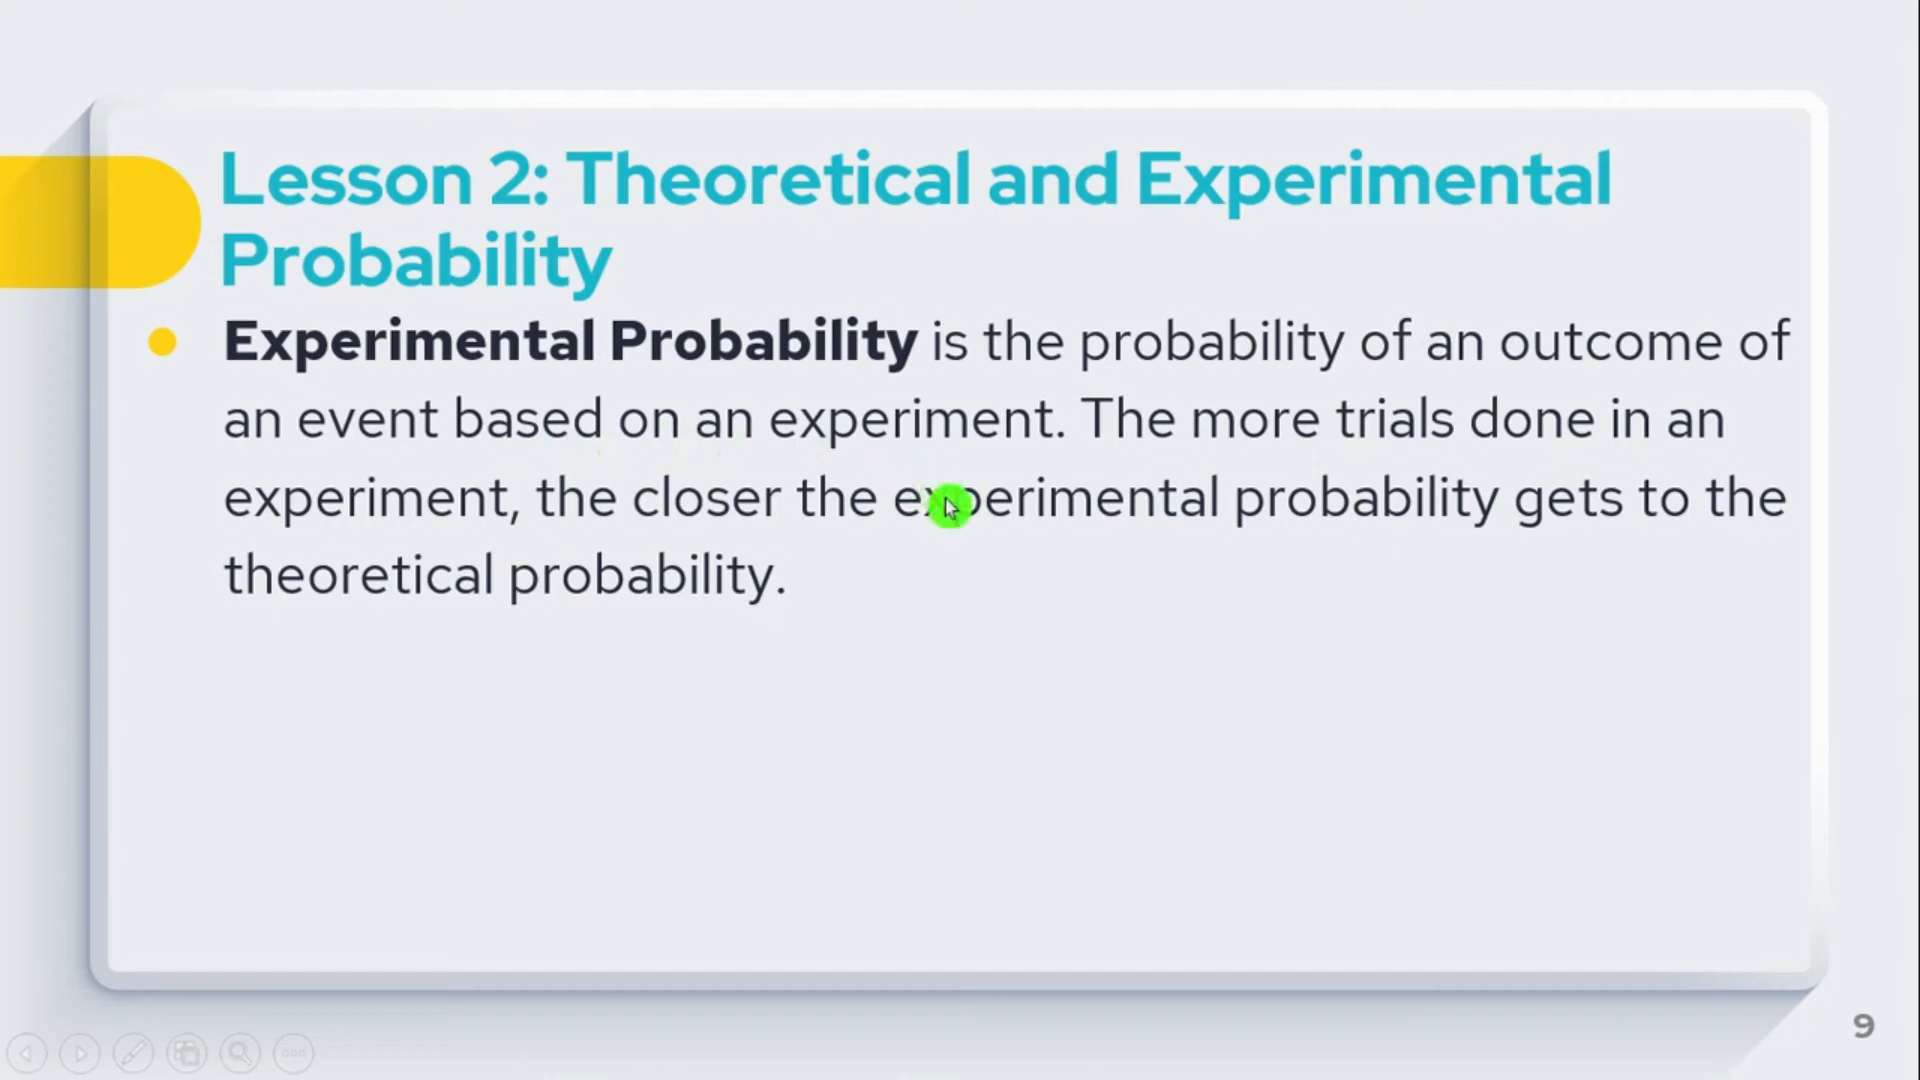 Lesson 2: Theoretical and Experimental
Probability
Experimental Probability is the probability of an outcome of
an event based on an experiment. The more trials done in an
experiment, the closer the experimental probability gets to the
theoretical probability.
9